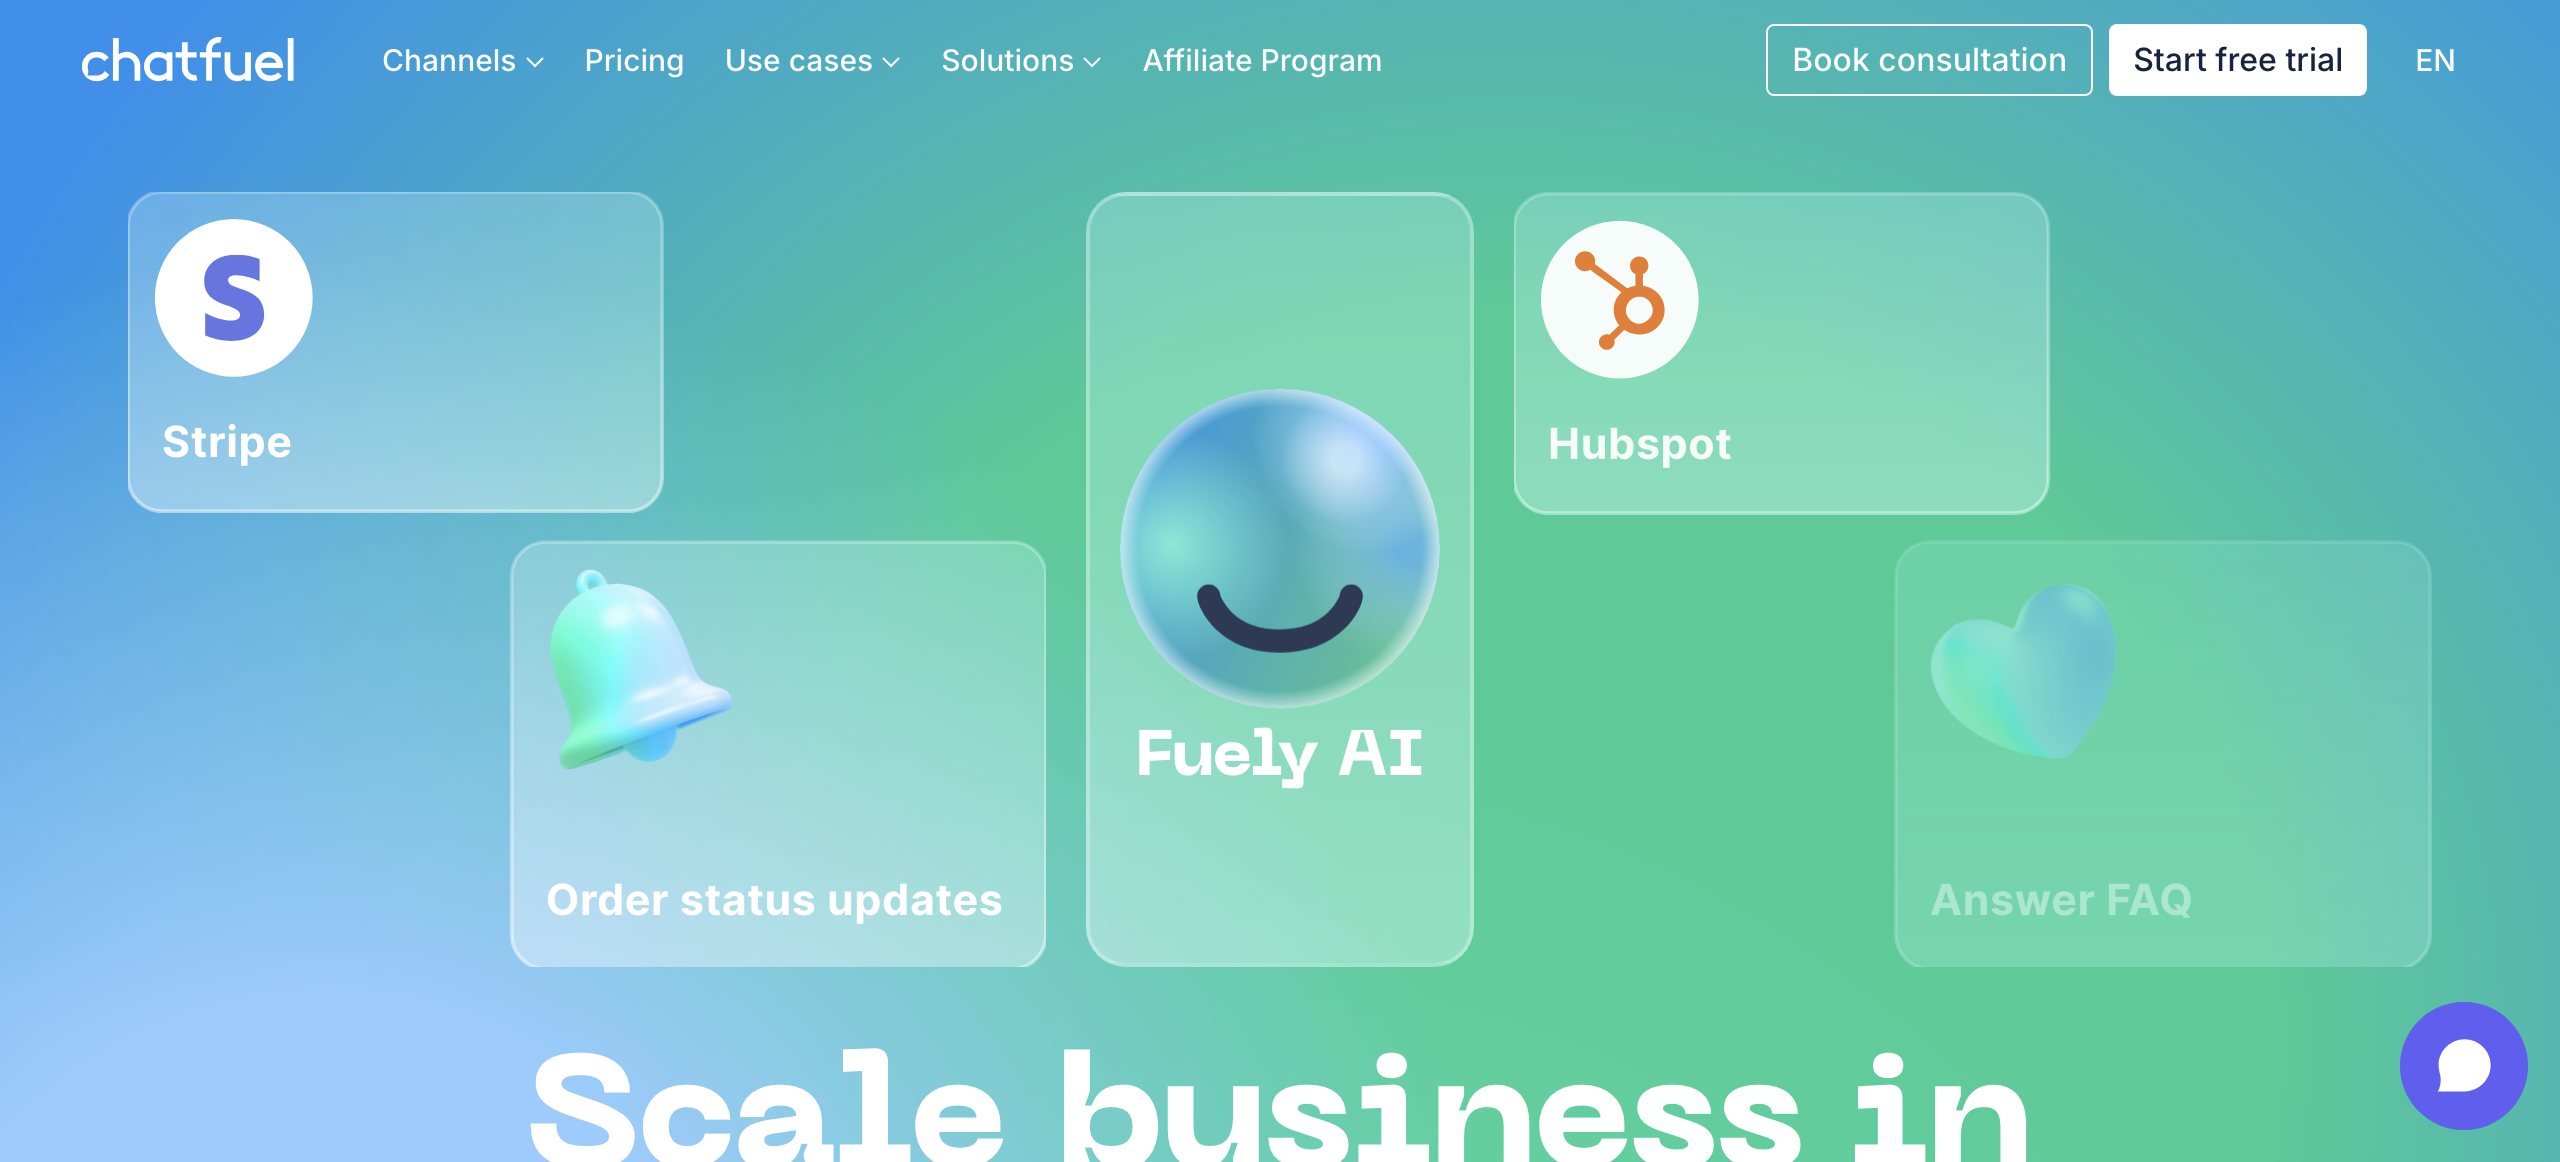 chatfuel
Channels
Pricing
Use cases
Solutions
Affiliate Program
Book consultation
Start free trial
EN
S
Stripe
Hubspot
Fuely AI
Order status updates
Answer FAQ
Scale business in